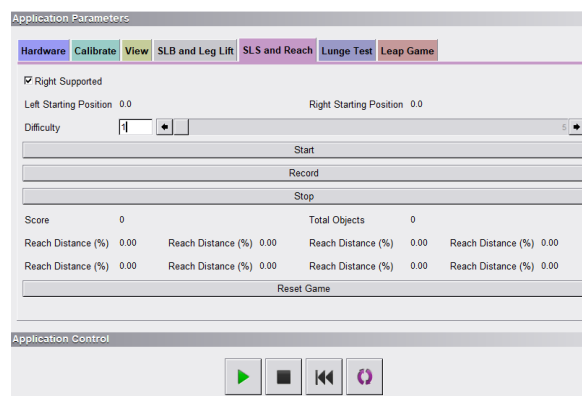 Application Parameters
Hardware Calibrate View SLB and Leg Lift SLS and Reach Lunge Test Leap Game
Right Supported
Left Starting Position 0.0 Right Starting Position 0.0
Difficulty 1 5
Start
Record
Stop
Score 0 Total Objects 0
Reach Distance (%) 0.00 Reach Distance (%) 0.00 Reach Distance (%) 0.00 Reach Distance (%) 0.00
Reach Distance (%) 0.00 Reach Distance (%) 0.00 Reach Distance (%) 0.00 Reach Distance (%) 0.00
Reset Game
Application Control